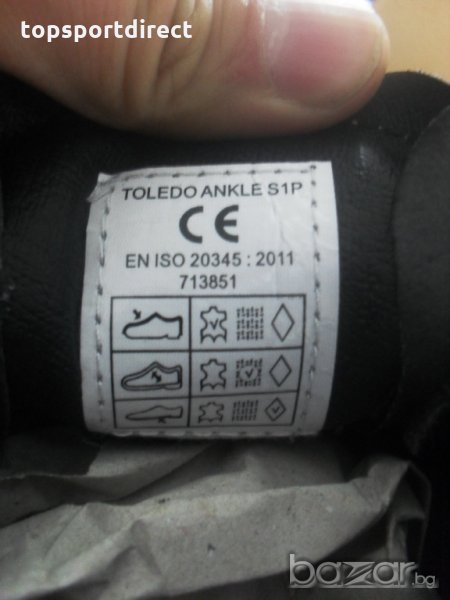 topsportdirect
TOLEDO ANKLE S1P
CE
EN ISO 20345 : 2011
713851
bazar.bg